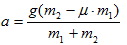 a = g(m₂ − μ·m₁) / (m₁ + m₂)